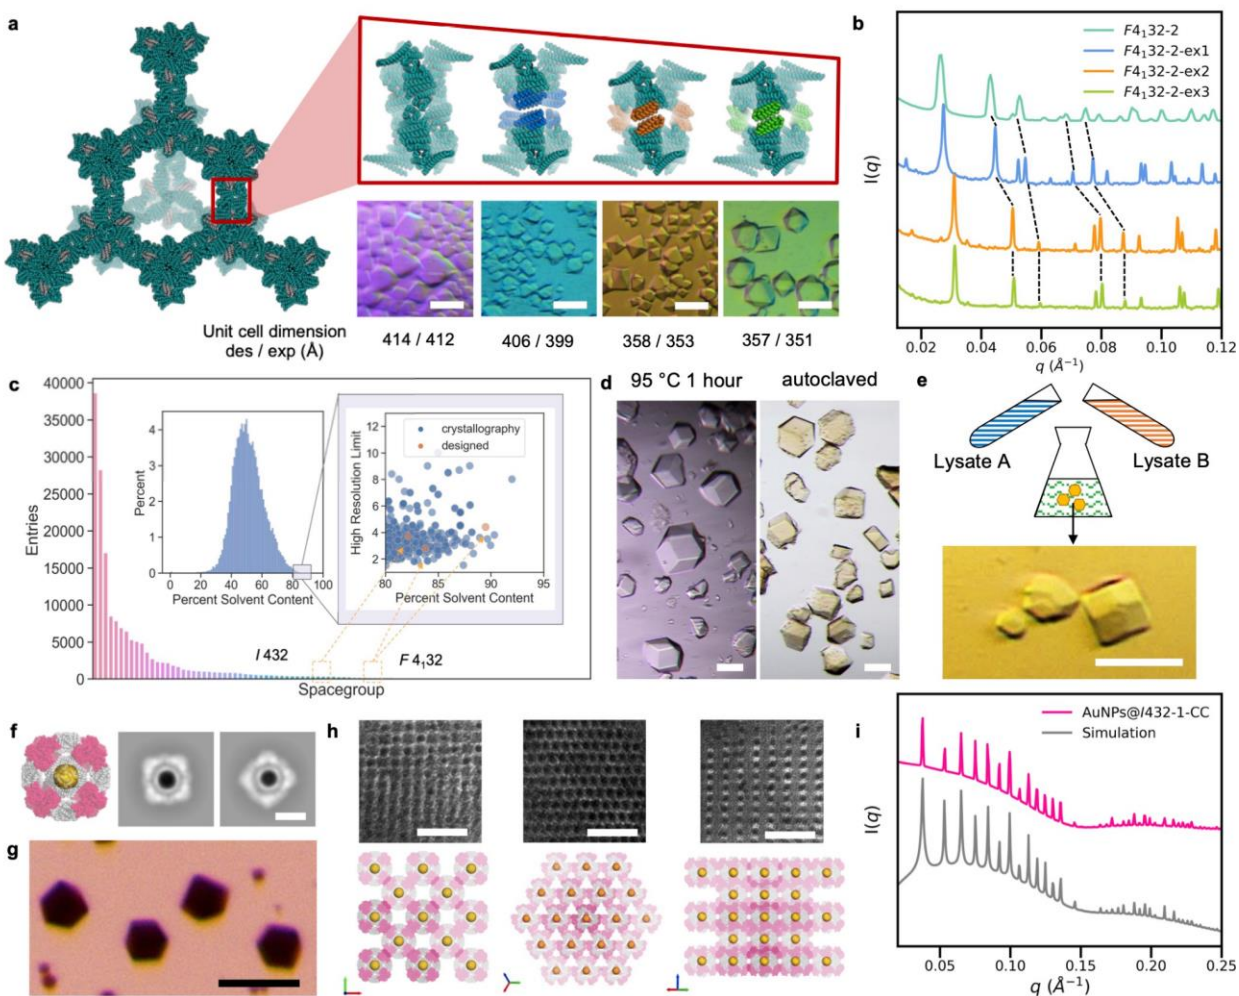 a
Unit cell dimension
des / exp (Å)
414 / 412
406 / 399
358 / 353
357 / 351
b
F4₁32-2
F4₁32-2-ex1
F4₁32-2-ex2
F4₁32-2-ex3
I(q)
0.02 0.04 0.06 0.08 0.10 0.12
q (Å⁻¹)
c
40000
35000
30000
25000
20000
15000
10000
5000
0
Entries
4
3
2
1
0
Percent
0 20 40 60 80 100
Percent Solvent Content
crystallography
designed
12
10
8
6
4
2
High Resolution Limit
80 85 90 95
Percent Solvent Content
I 432
F 4₁32
Spacegroup
d
95 °C 1 hour
autoclaved
e
Lysate A
Lysate B
f
g
h
i
AuNPs@I432-1-CC
Simulation
I(q)
0.05 0.10 0.15 0.20 0.25
q (Å⁻¹)